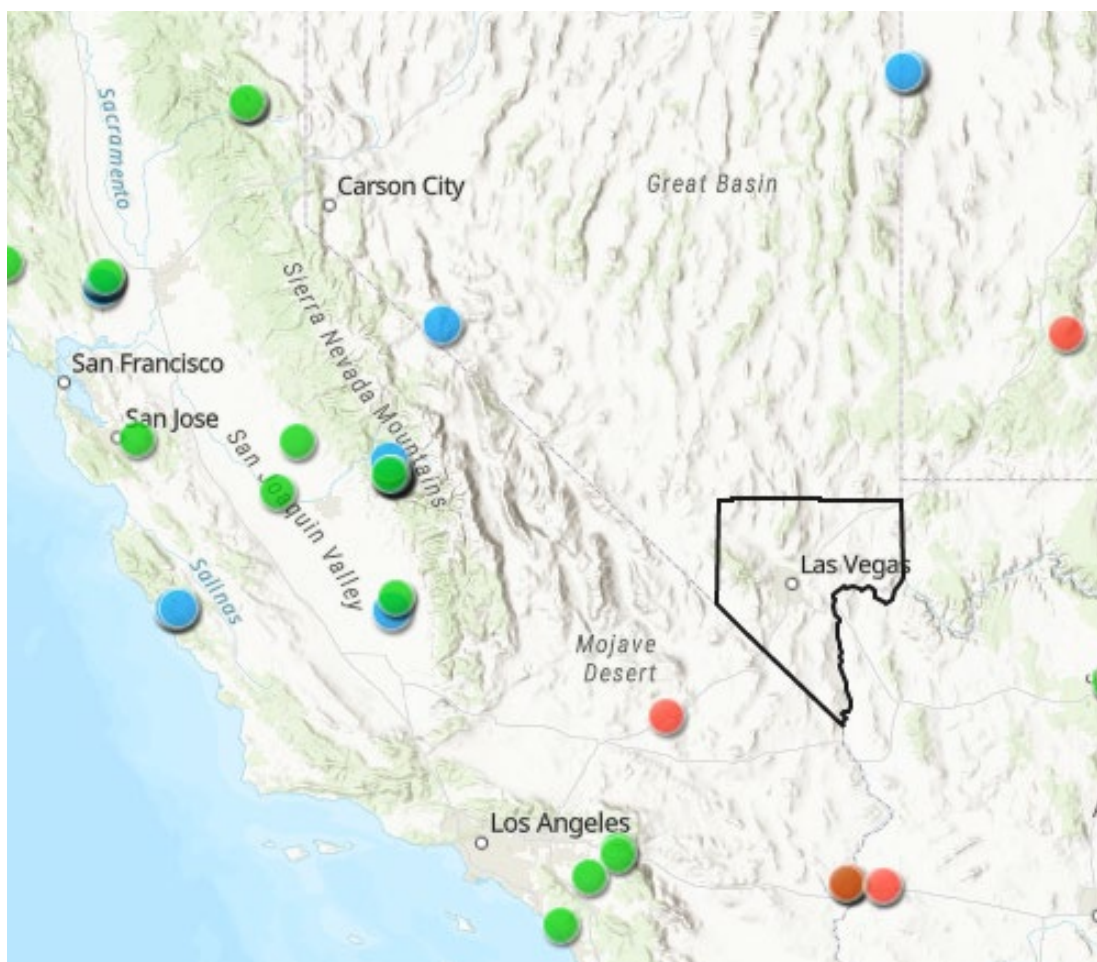 Sacramento
Carson City
Great Basin
Sierra Nevada Mountains
San Francisco
San Jose
San Joaquin Valley
Las Vegas
Salinas
Mojave
Desert
Los Angeles